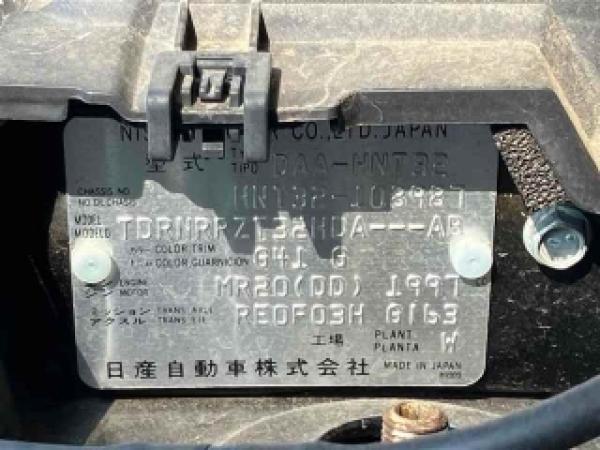 CO.,LTD.JAPAN
型式 DAA-HNT32
CHASSIS NO HNT32-108987
NO.DE.CHASIS
MODEL
MODELO TDRNRRZT32HDA---AB
COLOR,TRIM
COLOR,GUARNICION G41 G
ENGINE
MOTOR MR20(DD) 1997
ミッション TRANS.AXLE
アクスル TRANS.EJE RE0F03H G163
工場 PLANT
PLANTA W
日産自動車株式会社 MADE IN JAPAN